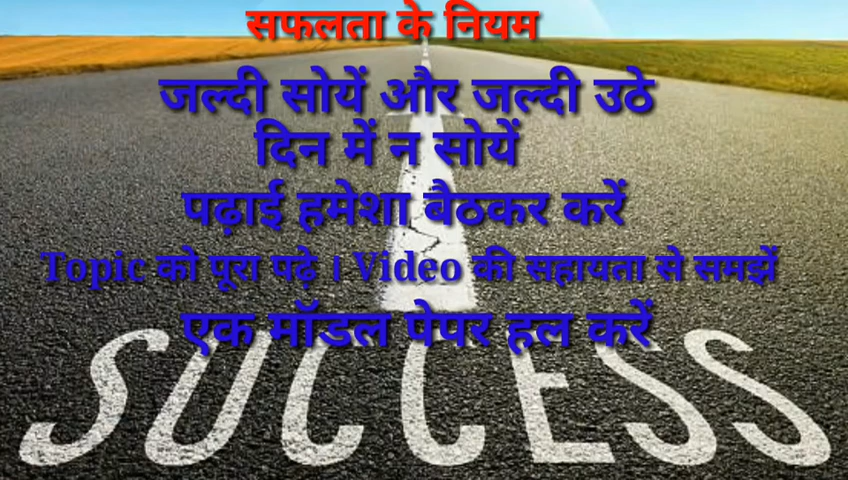 सफलता के नियम
जल्दी सोयें और जल्दी उठे
दिन में न सोयें
पढ़ाई हमेशा बैठकर करें
Topic को पूरा पढ़े । Video की सहायता से समझें
एक मॉडल पेपर हल करें
SUCCESS